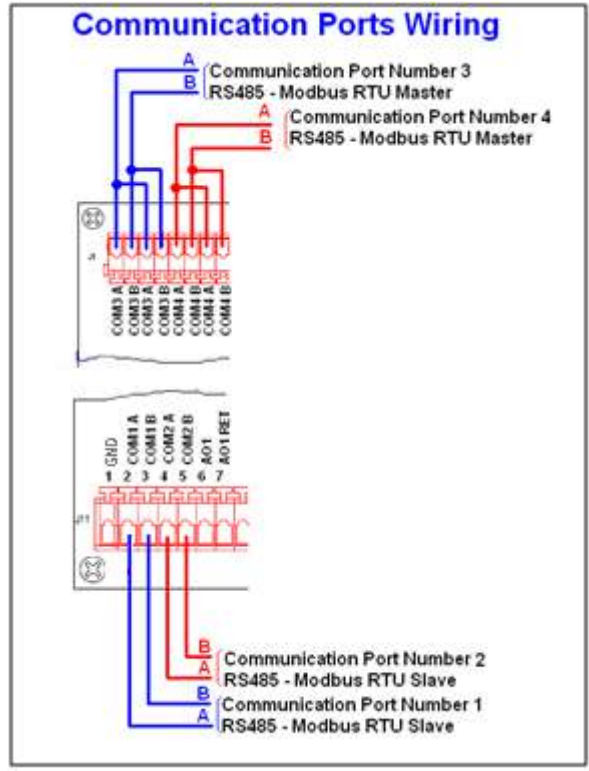 Communication Ports Wiring
A
Communication Port Number 3
B
RS485 - Modbus RTU Master
A
Communication Port Number 4
B
RS485 - Modbus RTU Master
COM3 A
COM3 B
COM3 A
COM3 B
COM4 A
COM4 B
COM4 A
COM4 B
GND
COM1 A
COM1 B
COM2 A
COM2 B
AO1
AO1 RET
1 2 3 4 5 6 7
J11
B
Communication Port Number 2
A
RS485 - Modbus RTU Slave
B
Communication Port Number 1
A
RS485 - Modbus RTU Slave